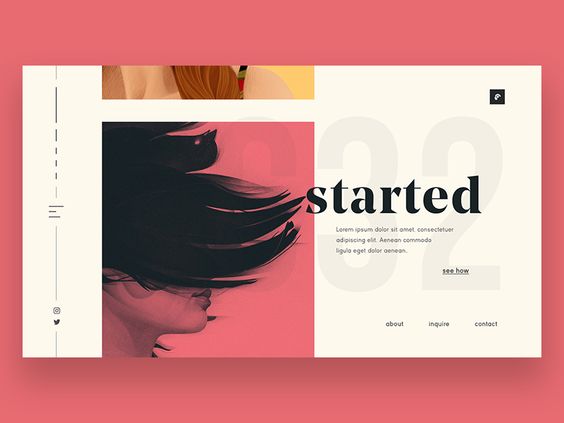 632
started
Lorem ipsum dolor sit amet, consectetuer
adipiscing elit. Aenean commodo
ligula eget dolor aenean.
see how
about inquire contact